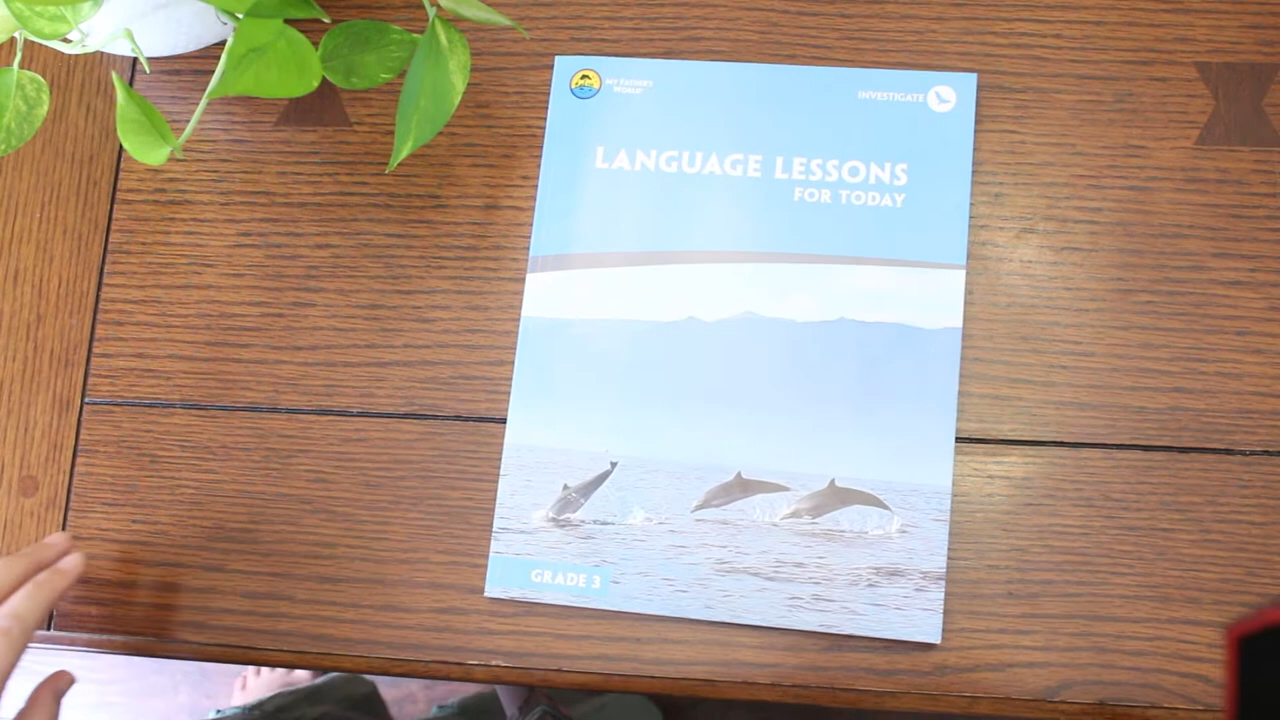 MY FATHER'S
WORLD
INVESTIGATE
LANGUAGE LESSONS
FOR TODAY
GRADE 3